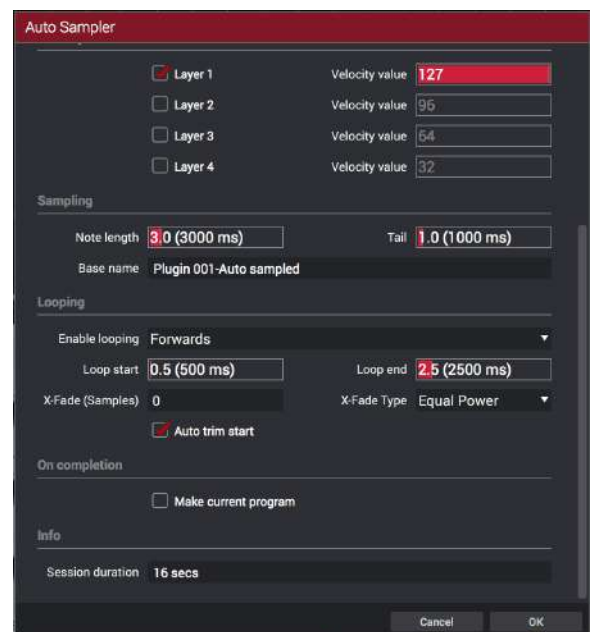 Auto Sampler
Layer 1 Velocity value 127
Layer 2 Velocity value 96
Layer 3 Velocity value 64
Layer 4 Velocity value 32
Sampling
Note length 3.0 (3000 ms) Tail 1.0 (1000 ms)
Base name Plugin 001-Auto sampled
Looping
Enable looping Forwards
Loop start 0.5 (500 ms) Loop end 2.5 (2500 ms)
X-Fade (Samples) 0 X-Fade Type Equal Power
Auto trim start
On completion
Make current program
Info
Session duration 16 secs
Cancel OK